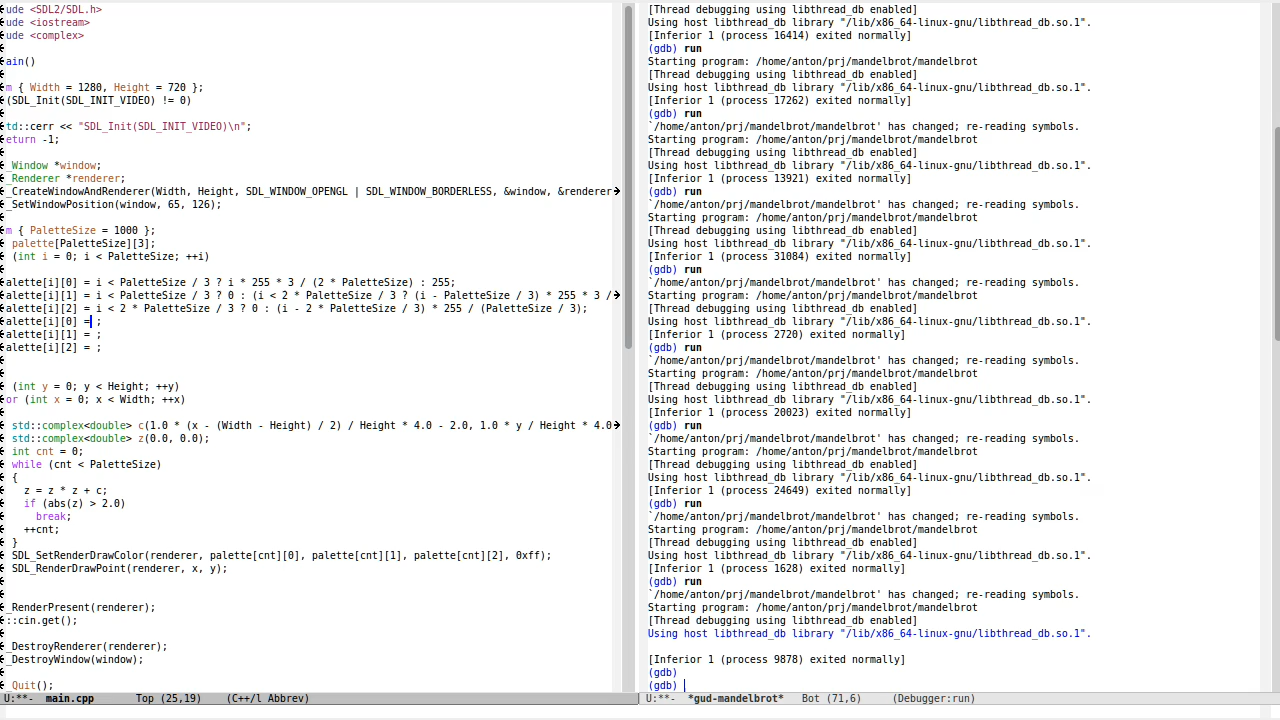 ude <SDL2/SDL.h>
ude <iostream>
ude <complex>
ain()
m { Width = 1280, Height = 720 };
(SDL_Init(SDL_INIT_VIDEO) != 0)
td::cerr << "SDL_Init(SDL_INIT_VIDEO)\n";
eturn -1;
_Window *window;
_Renderer *renderer;
_CreateWindowAndRenderer(Width, Height, SDL_WINDOW_OPENGL | SDL_WINDOW_BORDERLESS, &window, &renderer
_SetWindowPosition(window, 65, 126);
m { PaletteSize = 1000 };
palette[PaletteSize][3];
(int i = 0; i < PaletteSize; ++i)
alette[i][0] = i < PaletteSize / 3 ? i * 255 * 3 / (2 * PaletteSize) : 255;
alette[i][1] = i < PaletteSize / 3 ? 0 : (i < 2 * PaletteSize / 3 ? (i - PaletteSize / 3) * 255 * 3 /
alette[i][2] = i < 2 * PaletteSize / 3 ? 0 : (i - 2 * PaletteSize / 3) * 255 / (PaletteSize / 3);
alette[i][0] = ;
alette[i][1] = ;
alette[i][2] = ;
(int y = 0; y < Height; ++y)
or (int x = 0; x < Width; ++x)
std::complex<double> c(1.0 * (x - (Width - Height) / 2) / Height * 4.0 - 2.0, 1.0 * y / Height * 4.0
std::complex<double> z(0.0, 0.0);
int cnt = 0;
while (cnt < PaletteSize)
{
z = z * z + c;
if (abs(z) > 2.0)
break;
++cnt;
}
SDL_SetRenderDrawColor(renderer, palette[cnt][0], palette[cnt][1], palette[cnt][2], 0xff);
SDL_RenderDrawPoint(renderer, x, y);
_RenderPresent(renderer);
::cin.get();
_DestroyRenderer(renderer);
_DestroyWindow(window);
_Quit();
U:**-  main.cpp       Top (25,19)    (C++/l Abbrev)
[Thread debugging using libthread_db enabled]
Using host libthread_db library "/lib/x86_64-linux-gnu/libthread_db.so.1".
[Inferior 1 (process 16414) exited normally]
(gdb) run
Starting program: /home/anton/prj/mandelbrot/mandelbrot
[Thread debugging using libthread_db enabled]
Using host libthread_db library "/lib/x86_64-linux-gnu/libthread_db.so.1".
[Inferior 1 (process 17262) exited normally]
(gdb) run
`/home/anton/prj/mandelbrot/mandelbrot' has changed; re-reading symbols.
Starting program: /home/anton/prj/mandelbrot/mandelbrot
[Thread debugging using libthread_db enabled]
Using host libthread_db library "/lib/x86_64-linux-gnu/libthread_db.so.1".
[Inferior 1 (process 13921) exited normally]
(gdb) run
`/home/anton/prj/mandelbrot/mandelbrot' has changed; re-reading symbols.
Starting program: /home/anton/prj/mandelbrot/mandelbrot
[Thread debugging using libthread_db enabled]
Using host libthread_db library "/lib/x86_64-linux-gnu/libthread_db.so.1".
[Inferior 1 (process 31084) exited normally]
(gdb) run
`/home/anton/prj/mandelbrot/mandelbrot' has changed; re-reading symbols.
Starting program: /home/anton/prj/mandelbrot/mandelbrot
[Thread debugging using libthread_db enabled]
Using host libthread_db library "/lib/x86_64-linux-gnu/libthread_db.so.1".
[Inferior 1 (process 2720) exited normally]
(gdb) run
`/home/anton/prj/mandelbrot/mandelbrot' has changed; re-reading symbols.
Starting program: /home/anton/prj/mandelbrot/mandelbrot
[Thread debugging using libthread_db enabled]
Using host libthread_db library "/lib/x86_64-linux-gnu/libthread_db.so.1".
[Inferior 1 (process 20023) exited normally]
(gdb) run
`/home/anton/prj/mandelbrot/mandelbrot' has changed; re-reading symbols.
Starting program: /home/anton/prj/mandelbrot/mandelbrot
[Thread debugging using libthread_db enabled]
Using host libthread_db library "/lib/x86_64-linux-gnu/libthread_db.so.1".
[Inferior 1 (process 24649) exited normally]
(gdb) run
`/home/anton/prj/mandelbrot/mandelbrot' has changed; re-reading symbols.
Starting program: /home/anton/prj/mandelbrot/mandelbrot
[Thread debugging using libthread_db enabled]
Using host libthread_db library "/lib/x86_64-linux-gnu/libthread_db.so.1".
[Inferior 1 (process 1628) exited normally]
(gdb) run
`/home/anton/prj/mandelbrot/mandelbrot' has changed; re-reading symbols.
Starting program: /home/anton/prj/mandelbrot/mandelbrot
[Thread debugging using libthread_db enabled]
Using host libthread_db library "/lib/x86_64-linux-gnu/libthread_db.so.1".
[Inferior 1 (process 9878) exited normally]
(gdb)
(gdb)
U:**-  *gud-mandelbrot*   Bot (71,6)     (Debugger:run)